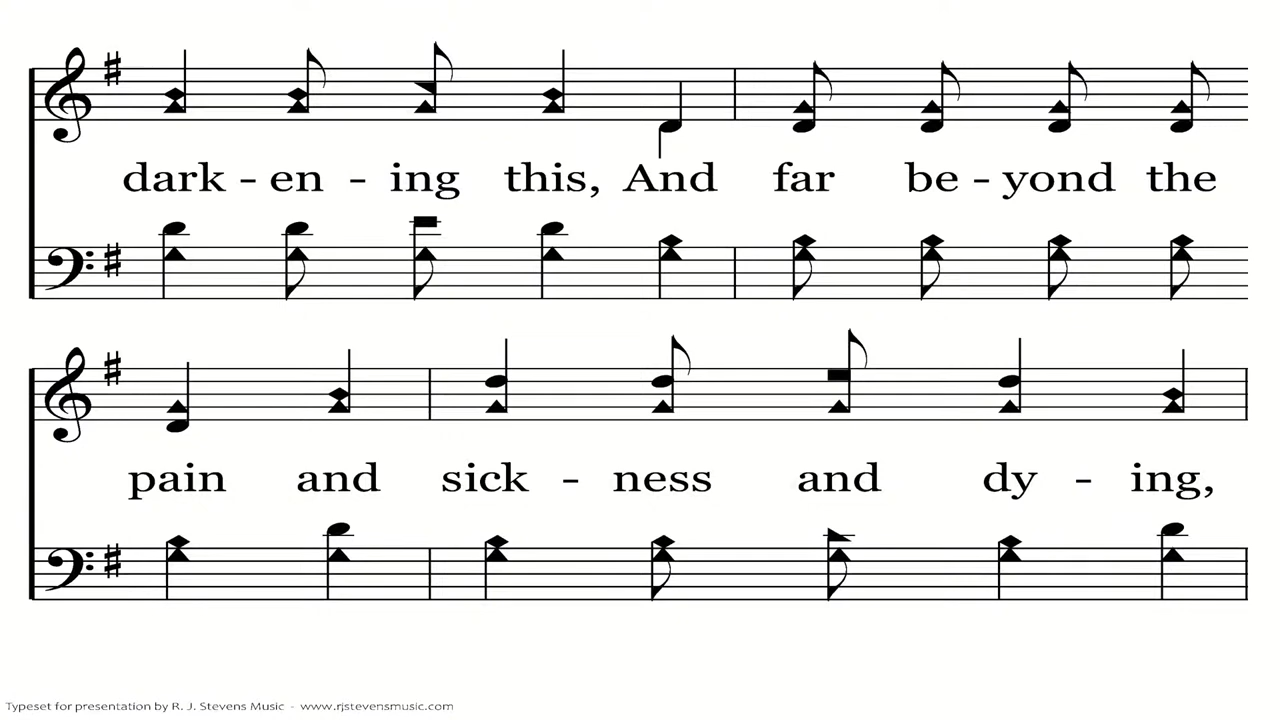 dark - en - ing this, And far be - yond the
pain and sick - ness and dy - ing,
Typeset for presentation by R. J. Stevens Music - www.rjstevensmusic.com